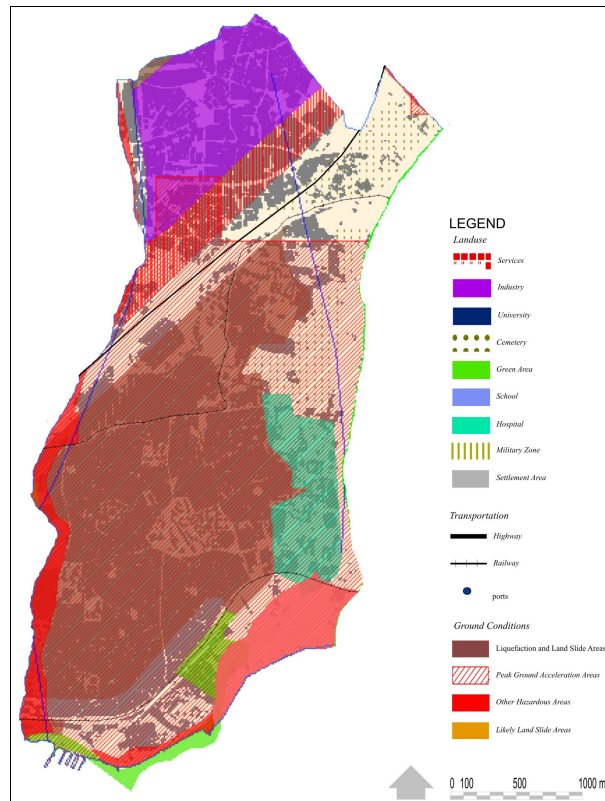 LEGEND
Landuse
Services
Industry
University
Cemetery
Green Area
School
Hospital
Military Zone
Settlement Area
Transportation
Highway
Railway
ports
Ground Conditions
Liquefaction and Land Slide Areas
Peak Ground Acceleration Areas
Other Hazardous Areas
Likely Land Slide Areas
0 100 500 1000 m